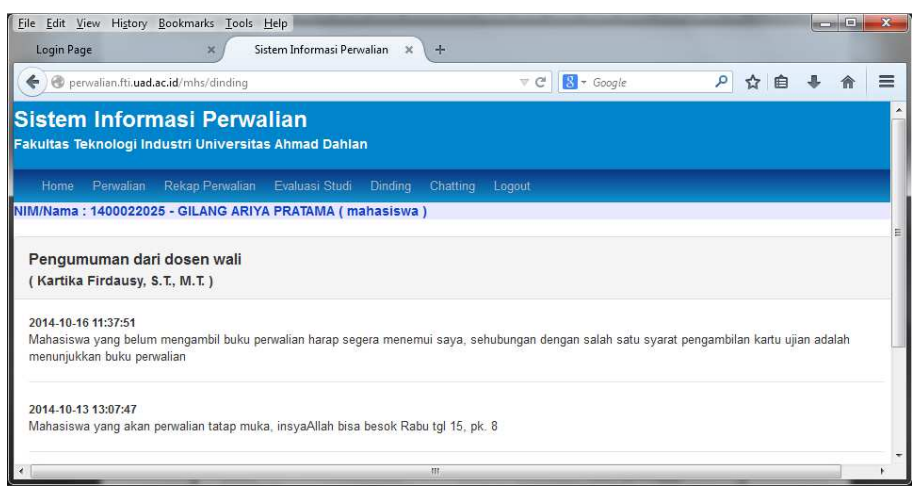 File Edit View History Bookmarks Tools Help
Login Page × Sistem Informasi Perwalian × +
perwalian.fti.uad.ac.id/mhs/dinding 8 Google
Sistem Informasi Perwalian
Fakultas Teknologi Industri Universitas Ahmad Dahlan
Home Perwalian Rekap Perwalian Evaluasi Studi Dinding Chatting Logout
NIM/Nama : 1400022025 - GILANG ARIYA PRATAMA ( mahasiswa )
Pengumuman dari dosen wali
( Kartika Firdausy, S.T., M.T. )
2014-10-16 11:37:51
Mahasiswa yang belum mengambil buku perwalian harap segera menemui saya, sehubungan dengan salah satu syarat pengambilan kartu ujian adalah
menunjukkan buku perwalian
2014-10-13 13:07:47
Mahasiswa yang akan perwalian tatap muka, insyaAllah bisa besok Rabu tgl 15, pk. 8